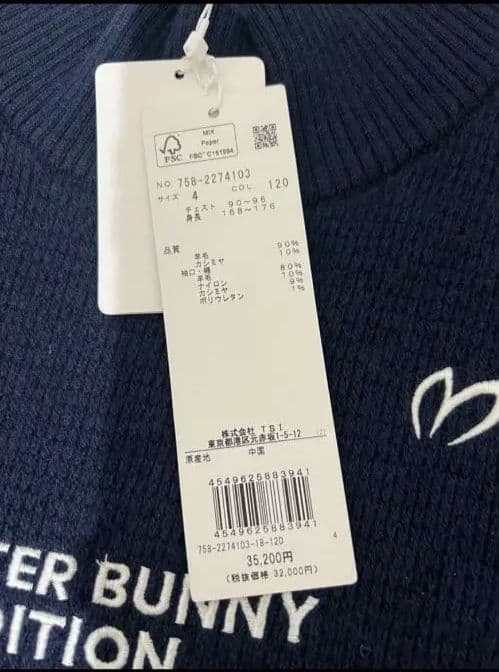 MIX
Paper
FSC
FSC® C161994
NO. 758-2274103
サイズ 4 COL 120
チェスト 90~96
身長 168~176
品質
羊毛 90%
カシミヤ 10%
袖口・裾
羊毛 80%
ナイロン 10%
カシミヤ 9%
ポリウレタン 1%
株式会社 TSI
東京都港区元赤坂1-5-12
原産地 中国
4549625883941
4549625883941
758-2274103-18-120 4
35,200円
(税抜価格 32,000円)
TER BUNNY
DITION